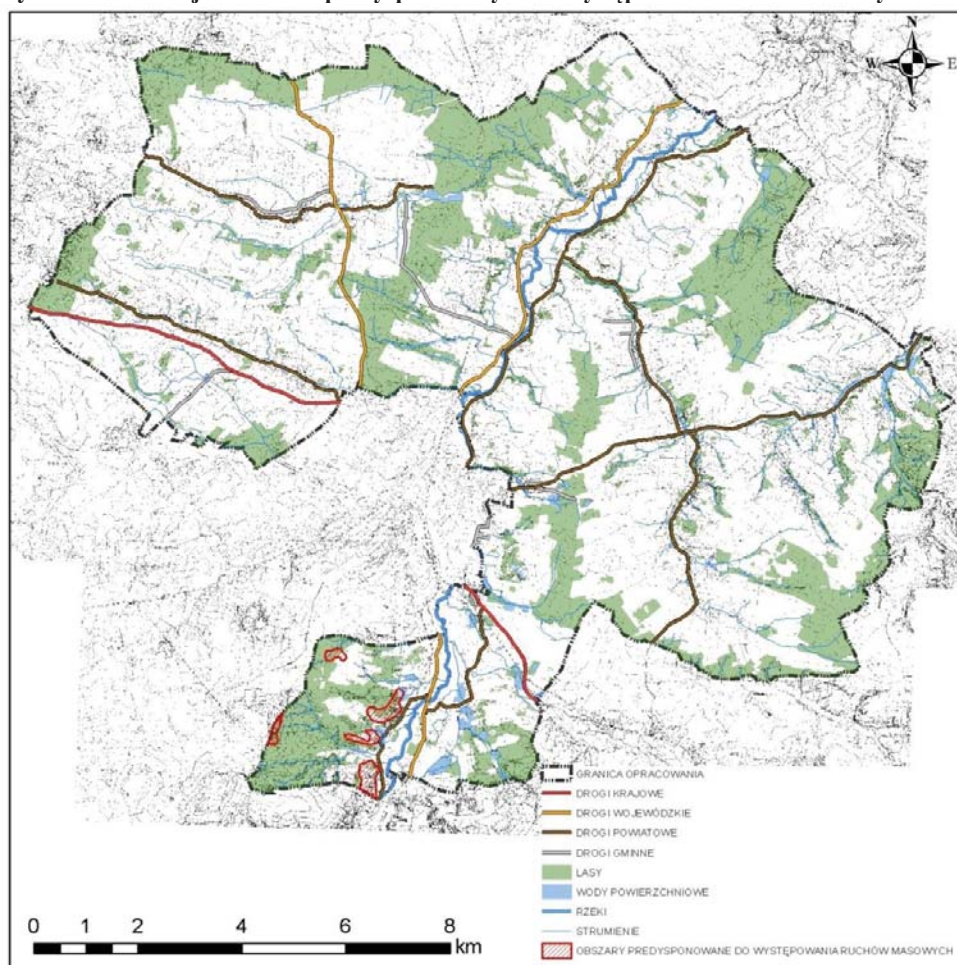 N
W E
S
GRANICA OPRACOWANIA
DROGI KRAJOWE
DROGI WOJEWÓDZKIE
DROGI POWIATOWE
DROGI GMINNE
LASY
WODY POWIERZCHNIOWE
RZEKI
STRUMIENIE
OBSZARY PREDYSPONOWANE DO WYSTĘPOWANIA RUCHÓW MASOWYCH
0 1 2 4 6 8
km